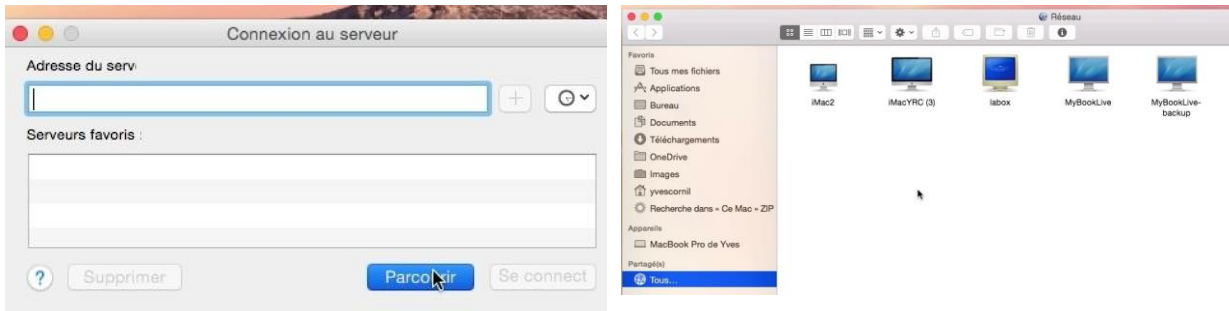 Connexion au serveur
Adresse du serv
Serveurs favoris :
?
Supprimer
Parcourir
Se connect
Réseau
Favoris
Tous mes fichiers
Applications
Bureau
Documents
Téléchargements
OneDrive
Images
yvescornil
Recherche dans « Ce Mac » ZIP
Appareils
MacBook Pro de Yves
Partagé(s)
Tous...
iMac2
iMacYRC (3)
labox
MyBookLive
MyBookLive-
backup